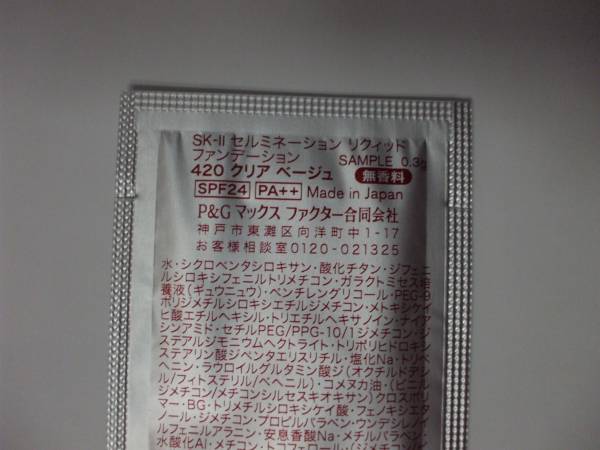 SK-II セルミネーション リクィッド
ファンデーション SAMPLE 0.3g
420 クリア ベージュ 無香料
SPF24 PA++ Made in Japan
P&G マックス ファクター合同会社
神戸市東灘区向洋町中1-17
お客様相談室0120-021325
水・シクロペンタシロキサン・酸化チタン・ジフェニ
ルシロキシフェニルトリメチコン・ガラクトミセス培
養液(ギュウニュウ)・ペンチレングリコール・PEG-9
ポリジメチルシロキシエチルジメチコン・メトキシケイ
ヒ酸エチルヘキシル・トリエチルヘキサノイン・ナイア
シンアミド・セチルPEG/PPG-10/1ジメチコン・ジ
ステアルジモニウムヘクトライト・トリポリヒドロキシ
ステアリン酸ジペンタエリスリチル・塩化Na・トリベ
ヘニン・ラウロイルグルタミン酸ジ(オクチルドデシ
ル/フィトステリル/ベヘニル)・コメヌカ油・(ビニル
ジメチコン/メチコンシルセスキオキサン)クロスポリ
マー・BG・トリメチルシロキシケイ酸・フェノキシエタ
ノール・ジメチコン・プロピルパラベン・ウンデシレノイ
ルフェニルアラニン・安息香酸Na・メチルパラベン・
水酸化Al・メチコン・トコフェロール・(ジメチコ